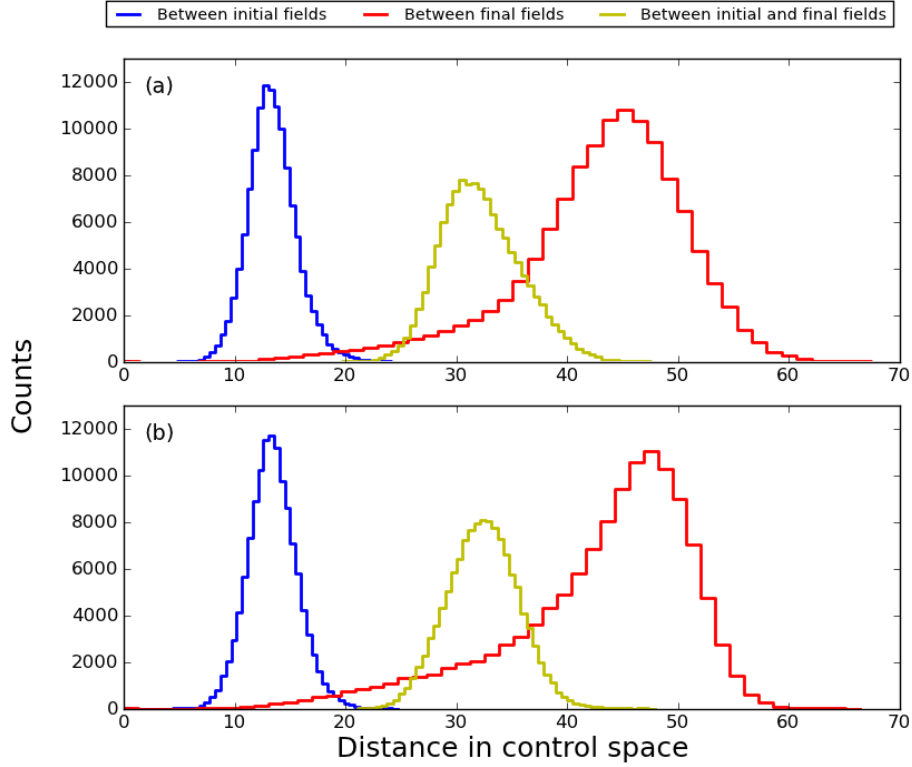 Between initial fields Between final fields Between initial and final fields
(a)
12000
10000
8000
6000
4000
2000
0
0 10 20 30 40 50 60 70
Counts
(b)
12000
10000
8000
6000
4000
2000
0
0 10 20 30 40 50 60 70
Distance in control space